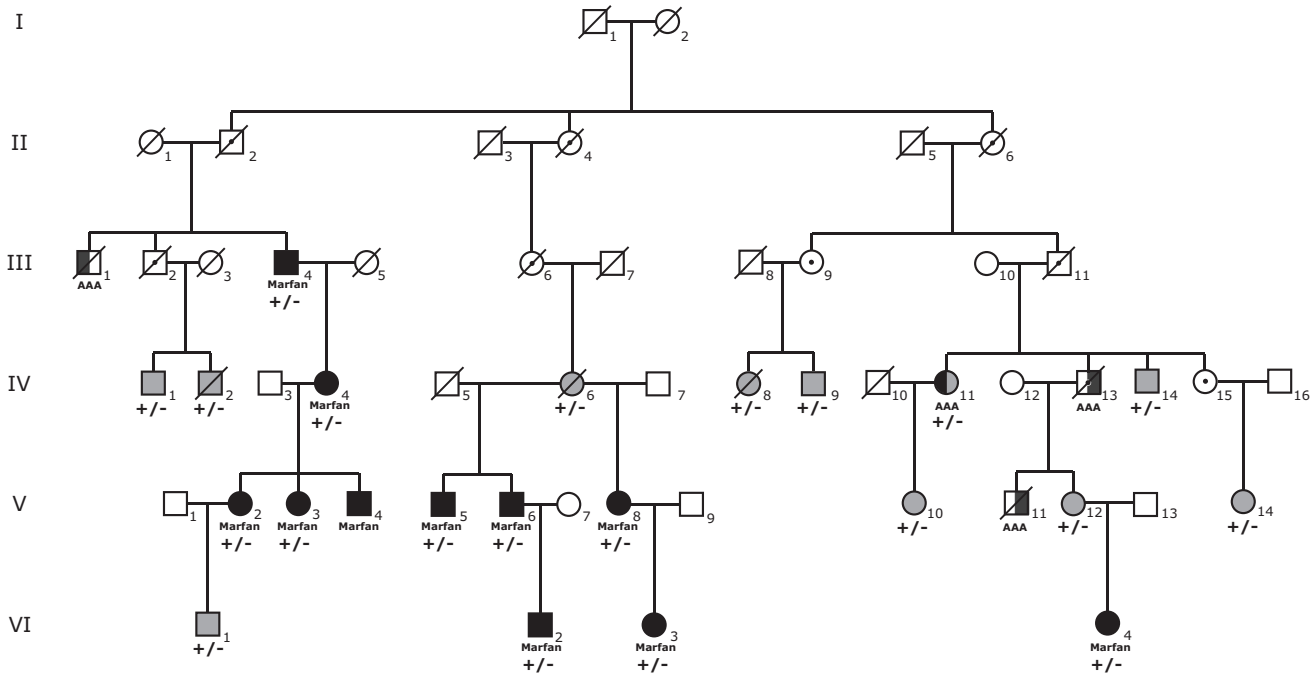 I
1 2
II
1 2 3 4 5 6
III
1 2 3 4 5 6 7 8 9 10 11
AAA Marfan
+/-
IV
1 2 3 4 5 6 7 8 9 10 11 12 13 14 15 16
+/- +/- Marfan +/- +/- +/- AAA AAA +/-
+/- +/-
V
1 2 3 4 5 6 7 8 9 10 11 12 13 14
Marfan Marfan Marfan Marfan Marfan Marfan +/- AAA +/- +/-
+/- +/- +/- +/- +/-
VI
1 2 3 4
+/- Marfan Marfan Marfan
+/- +/- +/-